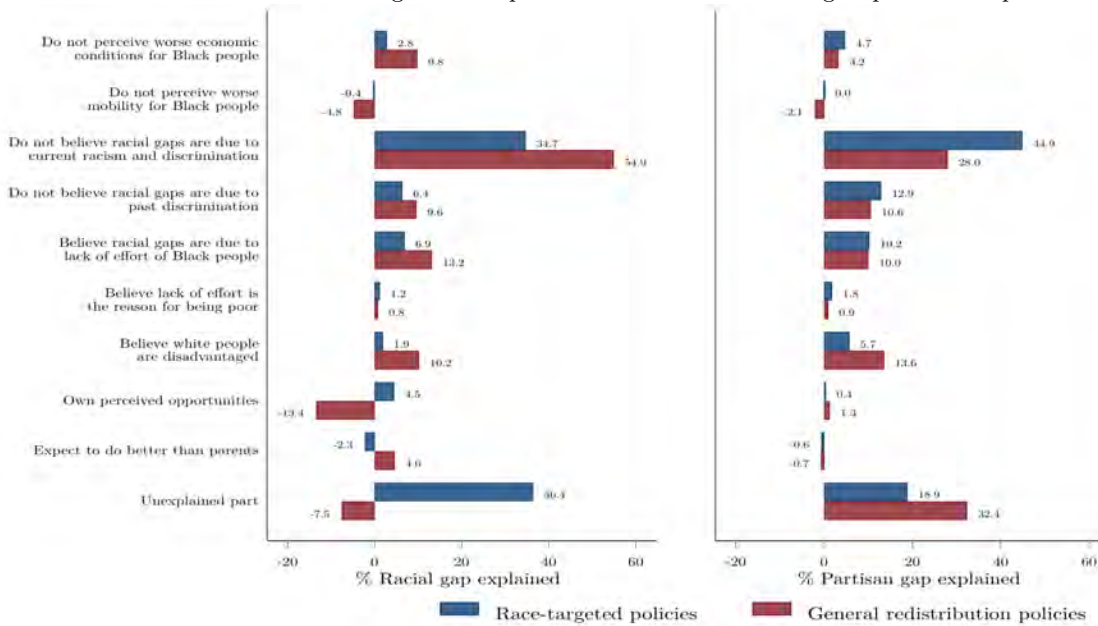 Do not perceive worse economic
conditions for Black people
2.8
9.8
4.7
3.2
Do not perceive worse
mobility for Black people
-0.4
-4.8
0.0
-2.1
Do not believe racial gaps are due to
current racism and discrimination
34.7
54.9
44.9
28.0
Do not believe racial gaps are due to
past discrimination
6.4
9.6
12.9
10.6
Believe racial gaps are due to
lack of effort of Black people
6.9
13.2
10.2
10.0
Believe lack of effort is
the reason for being poor
1.2
0.8
1.8
0.9
Believe white people
are disadvantaged
1.9
10.2
5.7
13.6
Own perceived opportunities
4.5
-13.4
0.4
Expect to do better than parents
-2.3
4.6
-0.6
-0.7
Unexplained part
36.4
-7.5
18.9
32.4
-20 0 20 40 60
-20 0 20 40 60
% Racial gap explained
% Partisan gap explained
Race-targeted policies
General redistribution policies